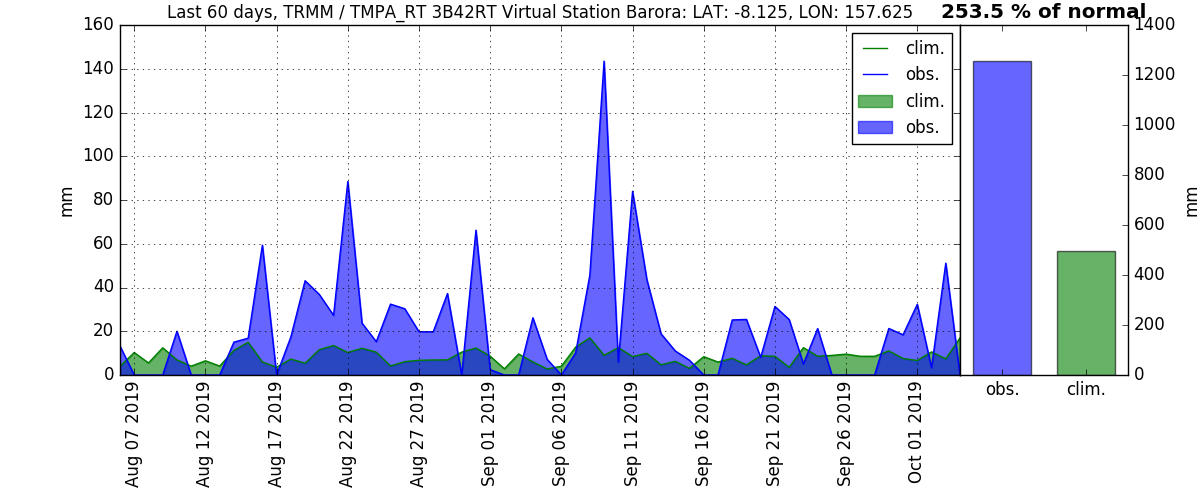 Last 60 days, TRMM / TMPA_RT 3B42RT Virtual Station Barora: LAT: -8.125, LON: 157.625
253.5 % of normal
160
140
120
100
80
60
40
20
0
mm
clim.
obs.
clim.
obs.
1400
1200
1000
800
600
400
200
0
mm
Aug 07 2019
Aug 12 2019
Aug 17 2019
Aug 22 2019
Aug 27 2019
Sep 01 2019
Sep 06 2019
Sep 11 2019
Sep 16 2019
Sep 21 2019
Sep 26 2019
Oct 01 2019
obs.
clim.